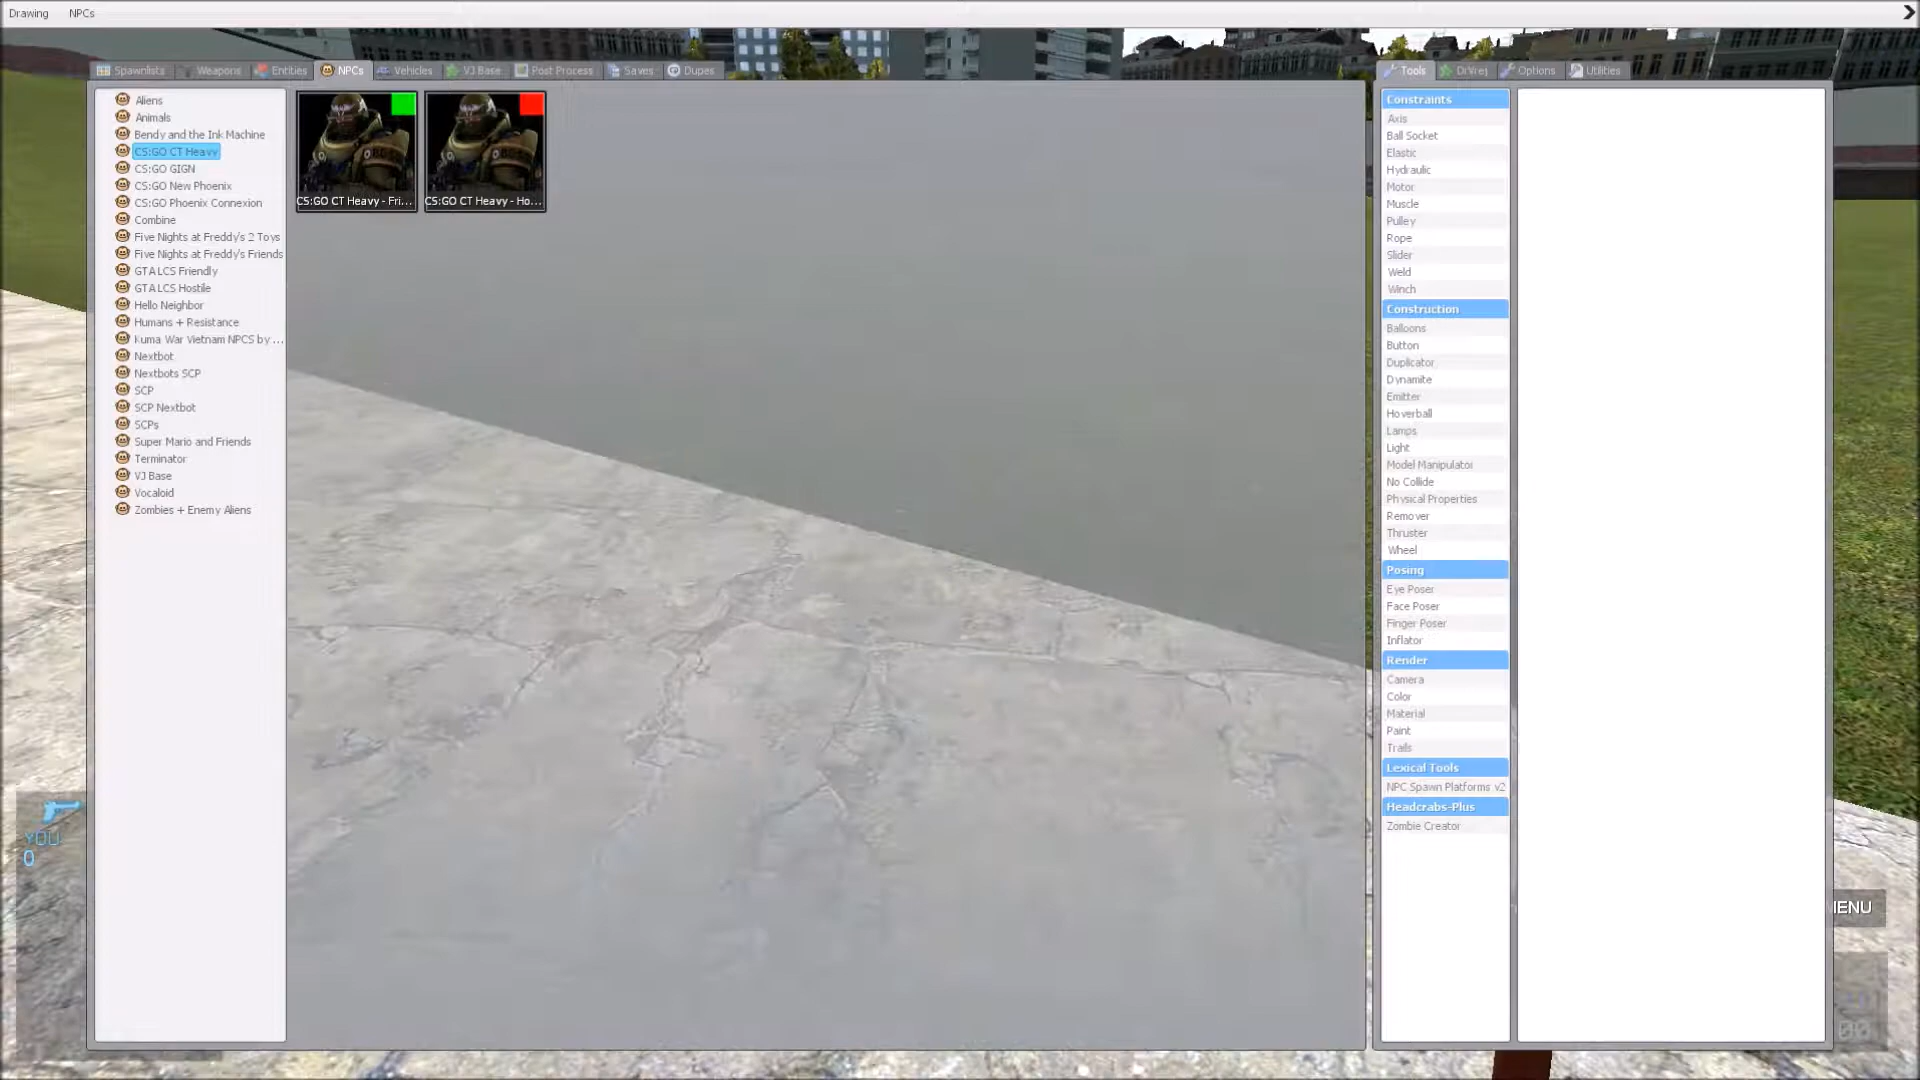 Drawing NPCs
Spawnlists Weapons Entities NPCs Vehicles VJ Base Post Process Saves Dupes
Tools DrVrej Options Utilities
Aliens
Animals
Bendy and the Ink Machine
CS:GO CT Heavy
CS:GO GIGN
CS:GO New Phoenix
CS:GO Phoenix Connexion
Combine
Five Nights at Freddy's 2 Toys
Five Nights at Freddy's Friends
GTA LCS Friendly
GTA LCS Hostile
Hello Neighbor
Humans + Resistance
Kuma War Vietnam NPCS by ...
Nextbot
Nextbots SCP
SCP
SCP Nextbot
SCPs
Super Mario and Friends
Terminator
VJ Base
Vocaloid
Zombies + Enemy Aliens
CS:GO CT Heavy - Fri...
CS:GO CT Heavy - Ho...
Constraints
Axis
Ball Socket
Elastic
Hydraulic
Motor
Muscle
Pulley
Rope
Slider
Weld
Winch
Construction
Balloons
Button
Duplicator
Dynamite
Emitter
Hoverball
Lamps
Light
Model Manipulator
No Collide
Physical Properties
Remover
Thruster
Wheel
Posing
Eye Poser
Face Poser
Finger Poser
Inflator
Render
Camera
Color
Material
Paint
Trails
Lexical Tools
NPC Spawn Platforms v2
Headcrabs-Plus
Zombie Creator
YOU
0
MENU